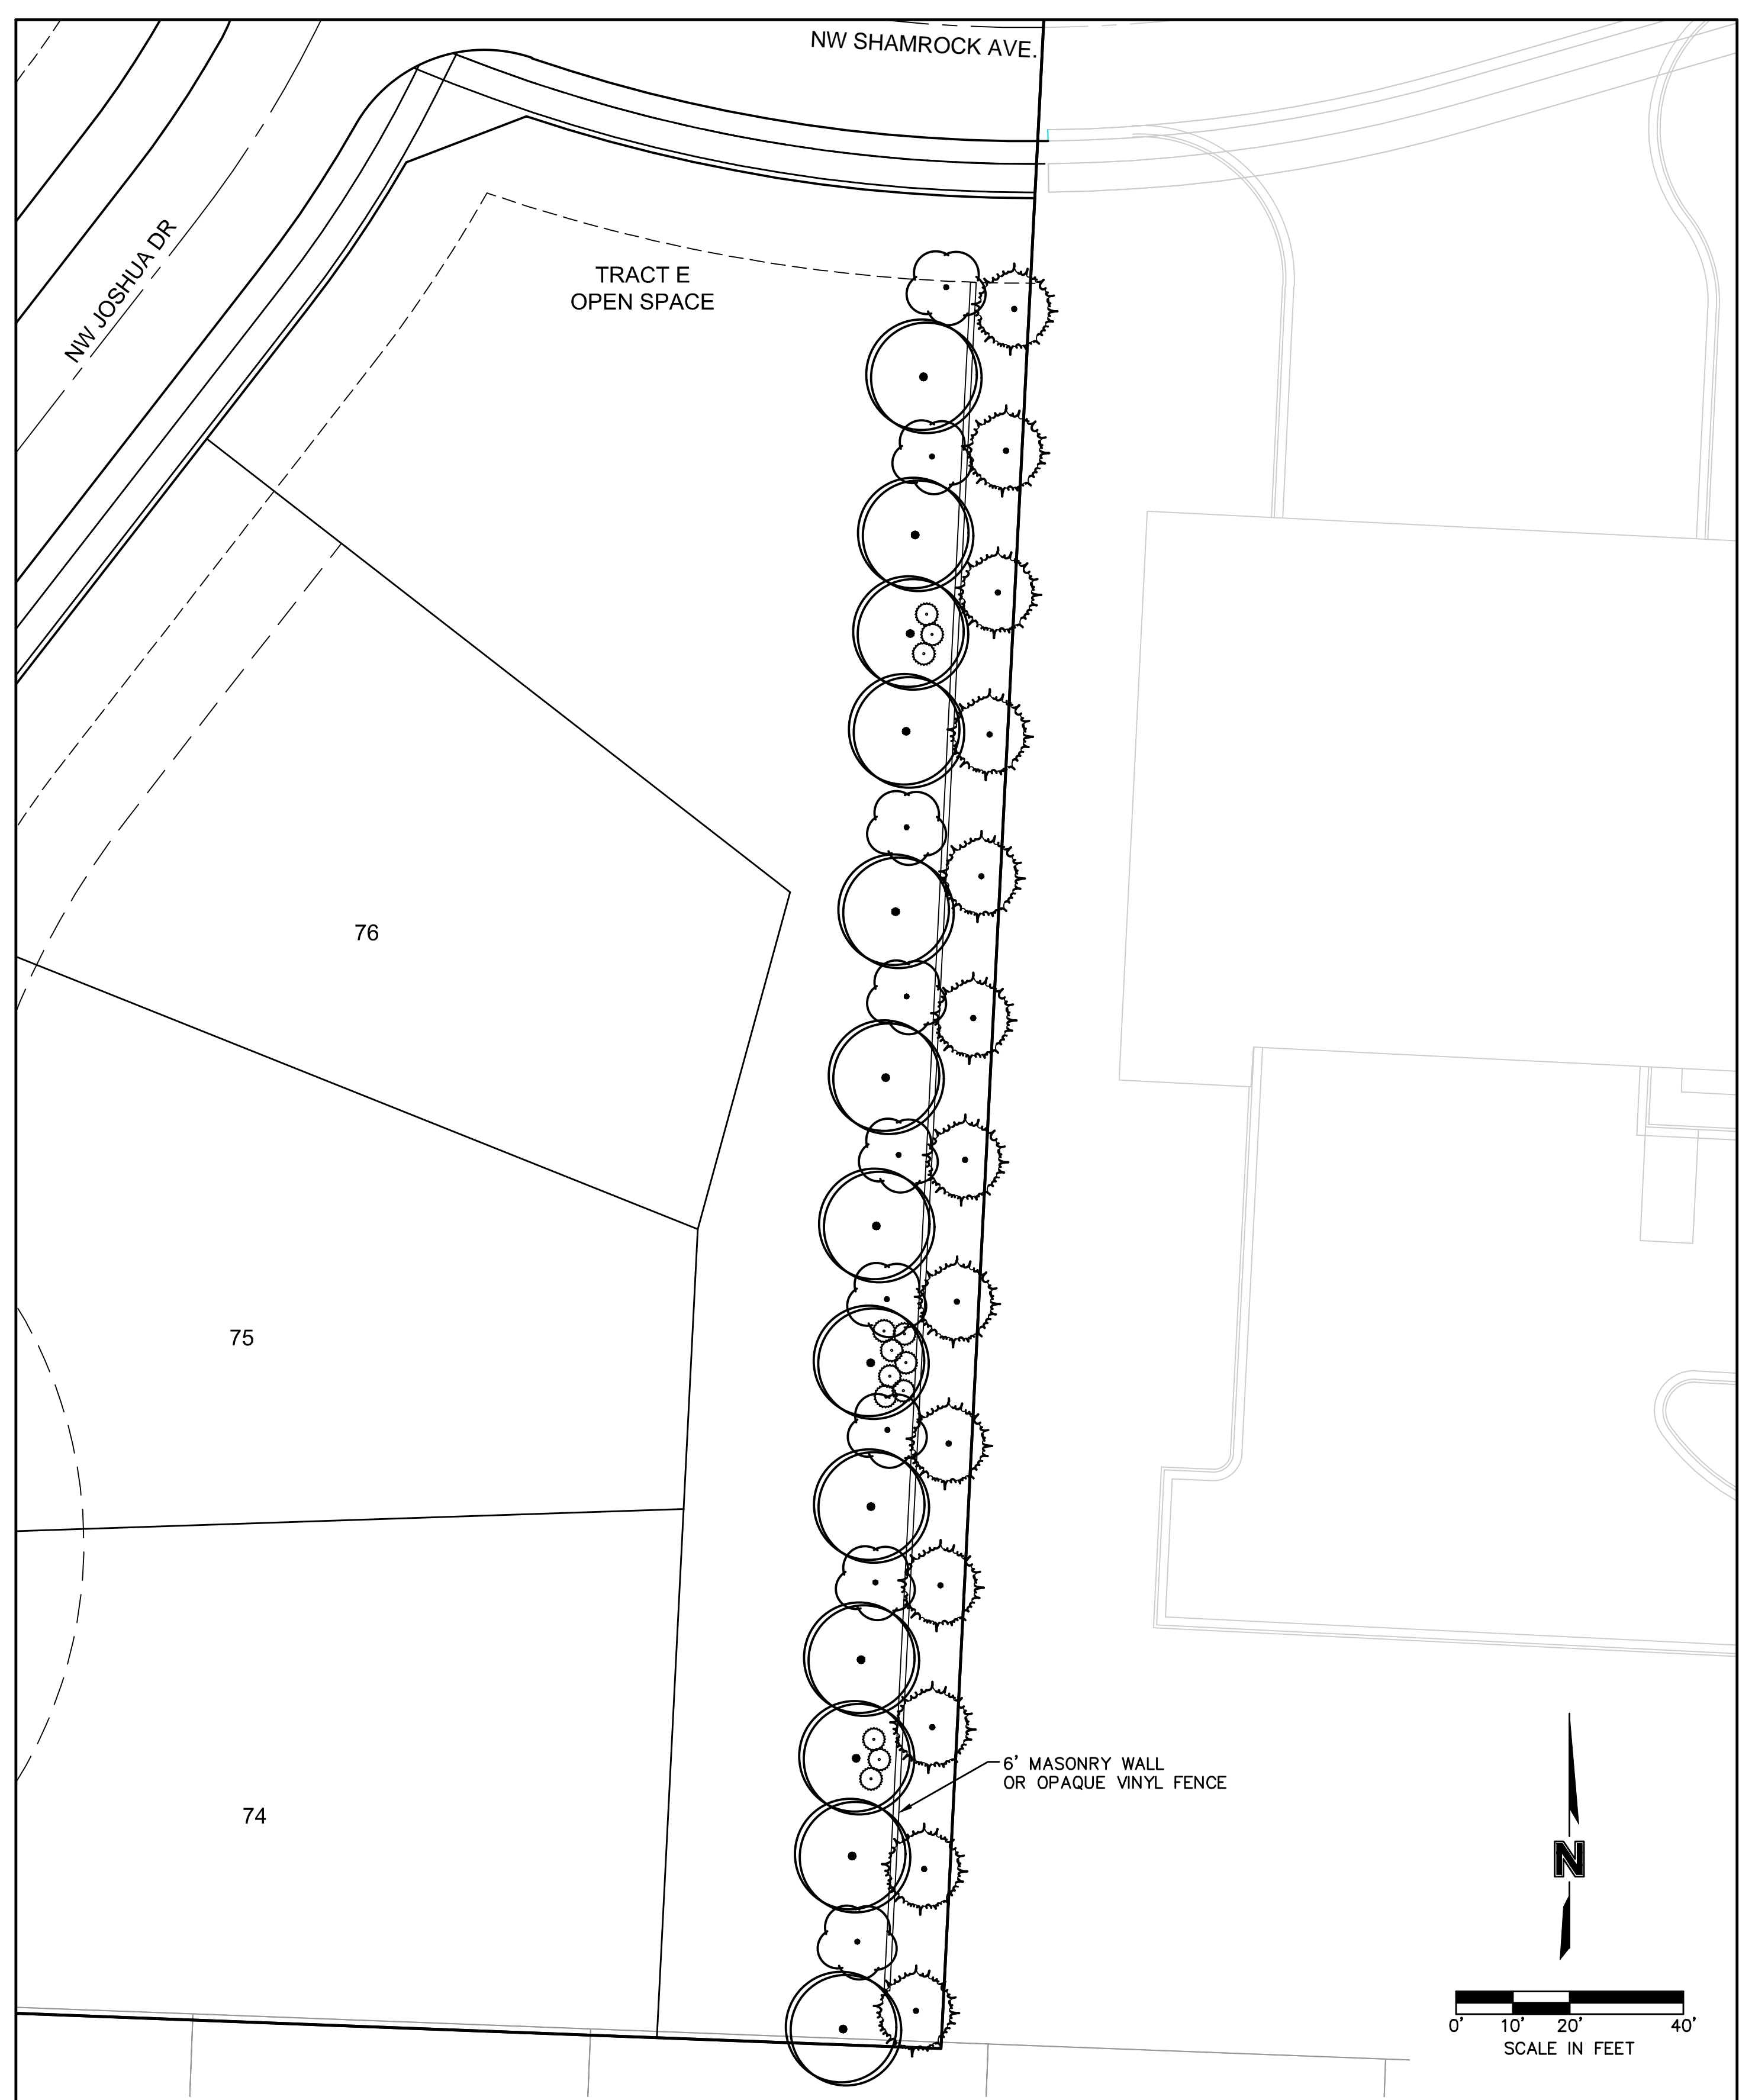 NW SHAMROCK AVE.
NW JOSHUA DR
TRACT E
OPEN SPACE
76
75
74
6' MASONRY WALL
OR OPAQUE VINYL FENCE
N
0' 10' 20' 40'
SCALE IN FEET